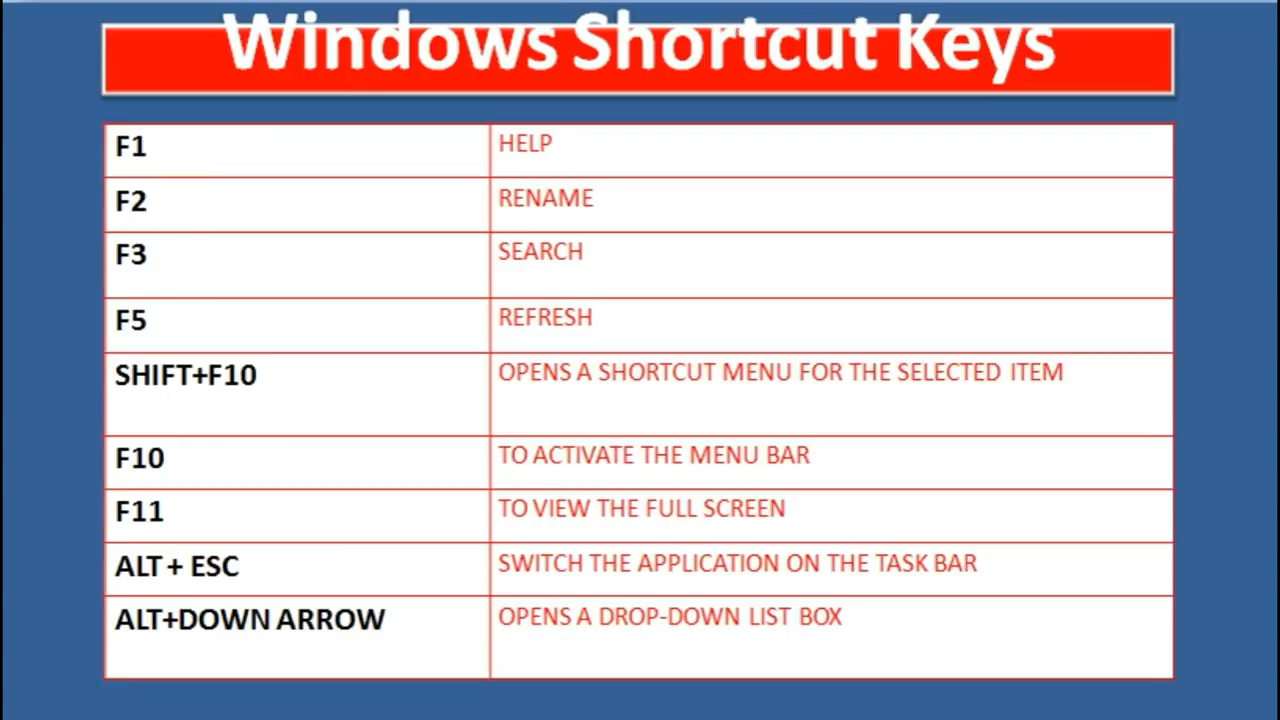 Windows Shortcut Keys
F1 HELP
F2 RENAME
F3 SEARCH
F5 REFRESH
SHIFT+F10 OPENS A SHORTCUT MENU FOR THE SELECTED ITEM
F10 TO ACTIVATE THE MENU BAR
F11 TO VIEW THE FULL SCREEN
ALT + ESC SWITCH THE APPLICATION ON THE TASK BAR
ALT+DOWN ARROW OPENS A DROP-DOWN LIST BOX